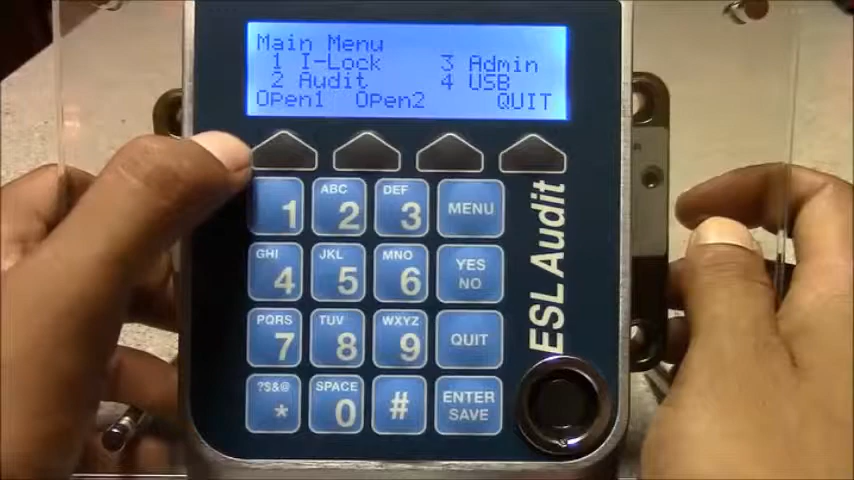 Main Menu
1 I-Lock 3 Admin
2 Audit 4 USB
Open1 Open2 QUIT
1 ABC 2 DEF 3 MENU
GHI 4 JKL 5 MNO 6 YES NO
PQRS 7 TUV 8 WXYZ 9 QUIT
?$&@ * SPACE 0 # ENTER SAVE
ESLAudit